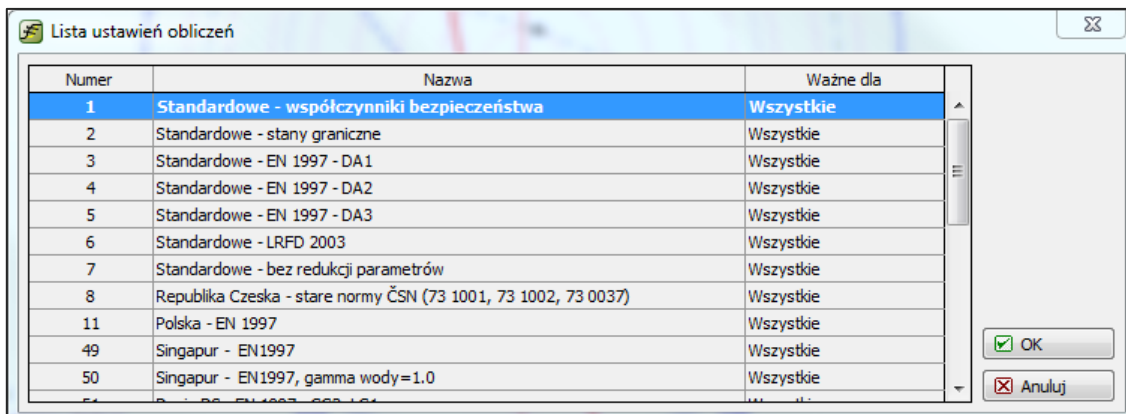 Lista ustawień obliczeń
Numer Nazwa Ważne dla
1 Standardowe - współczynniki bezpieczeństwa Wszystkie
2 Standardowe - stany graniczne Wszystkie
3 Standardowe - EN 1997 - DA1 Wszystkie
4 Standardowe - EN 1997 - DA2 Wszystkie
5 Standardowe - EN 1997 - DA3 Wszystkie
6 Standardowe - LRFD 2003 Wszystkie
7 Standardowe - bez redukcji parametrów Wszystkie
8 Republika Czeska - stare normy ČSN (73 1001, 73 1002, 73 0037) Wszystkie
11 Polska - EN 1997 Wszystkie
49 Singapur - EN1997 Wszystkie
50 Singapur - EN1997, gamma wody=1.0 Wszystkie
OK
Anuluj